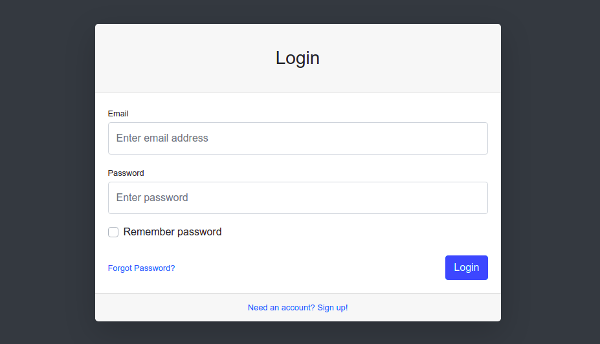 Login
Email
Enter email address
Password
Enter password
Remember password
Forgot Password?
Login
Need an account? Sign up!